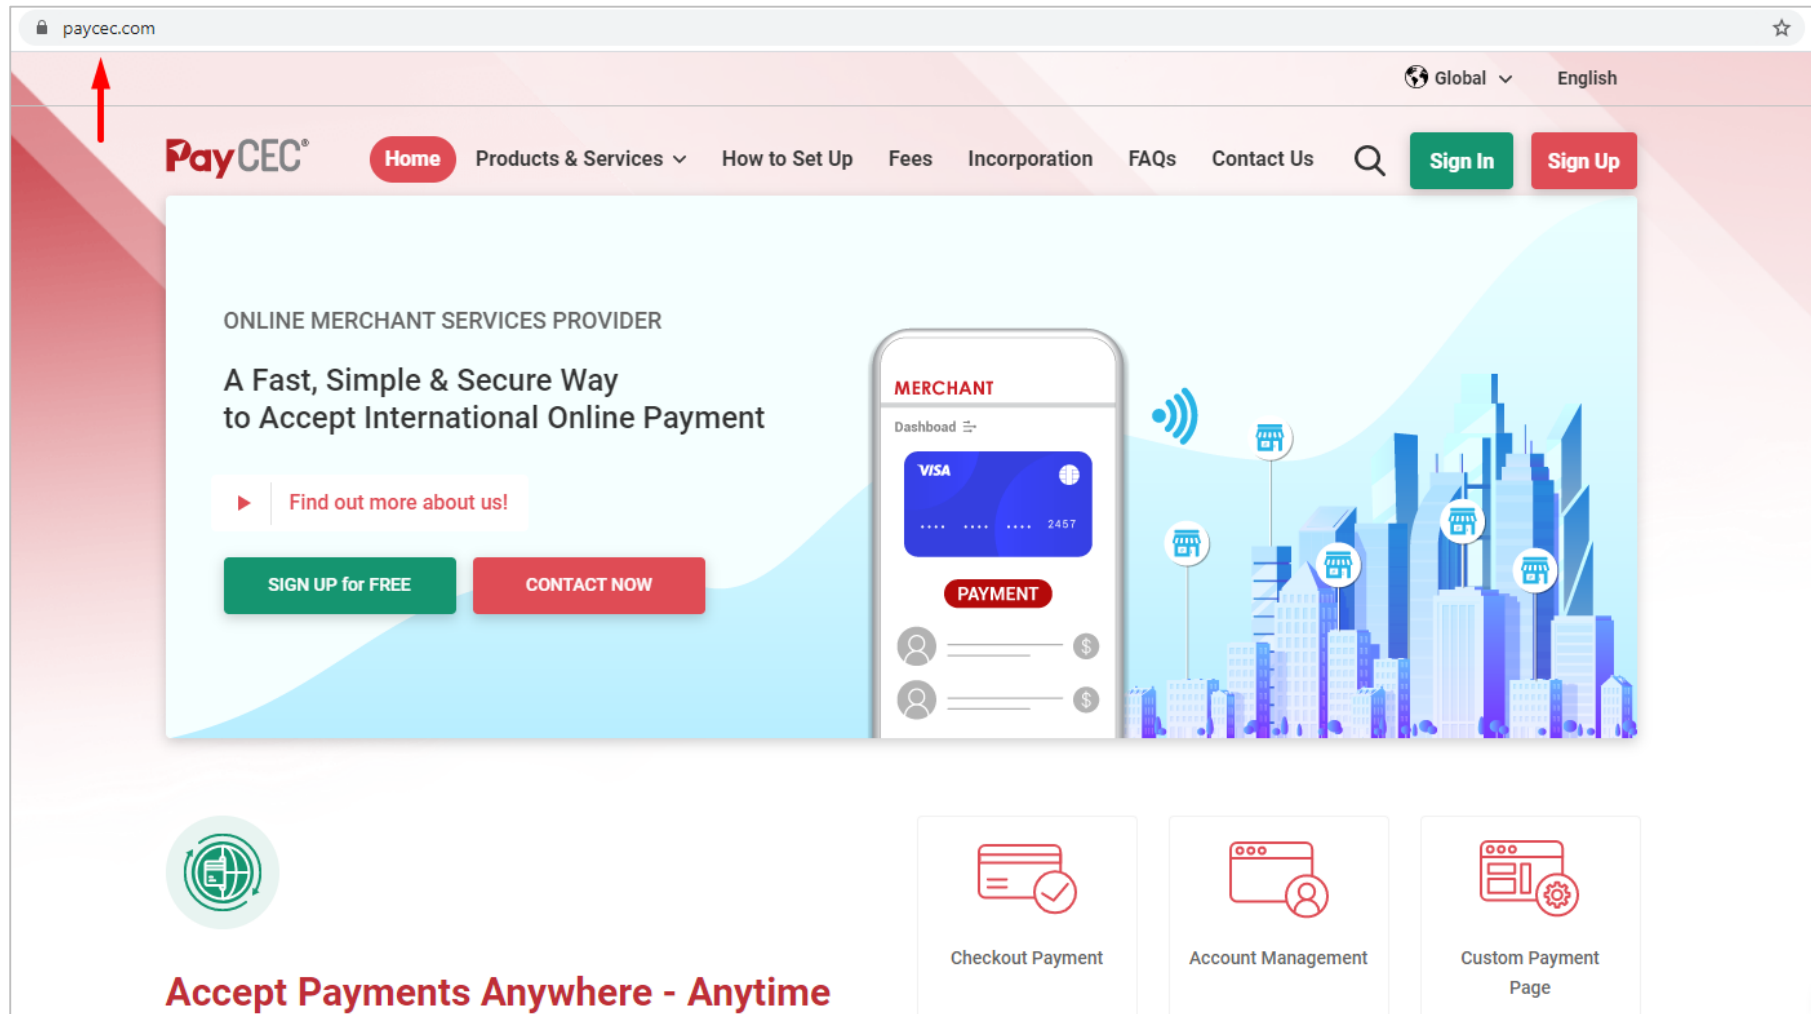 paycec.com
Global
English
PayCEC®
Home
Products & Services
How to Set Up
Fees
Incorporation
FAQs
Contact Us
Sign In
Sign Up
ONLINE MERCHANT SERVICES PROVIDER
A Fast, Simple & Secure Way
to Accept International Online Payment
Find out more about us!
SIGN UP for FREE
CONTACT NOW
MERCHANT
Dashboad
VISA
.... .... .... 2457
PAYMENT
$
$
Checkout Payment
Account Management
Custom Payment
Page
Accept Payments Anywhere - Anytime